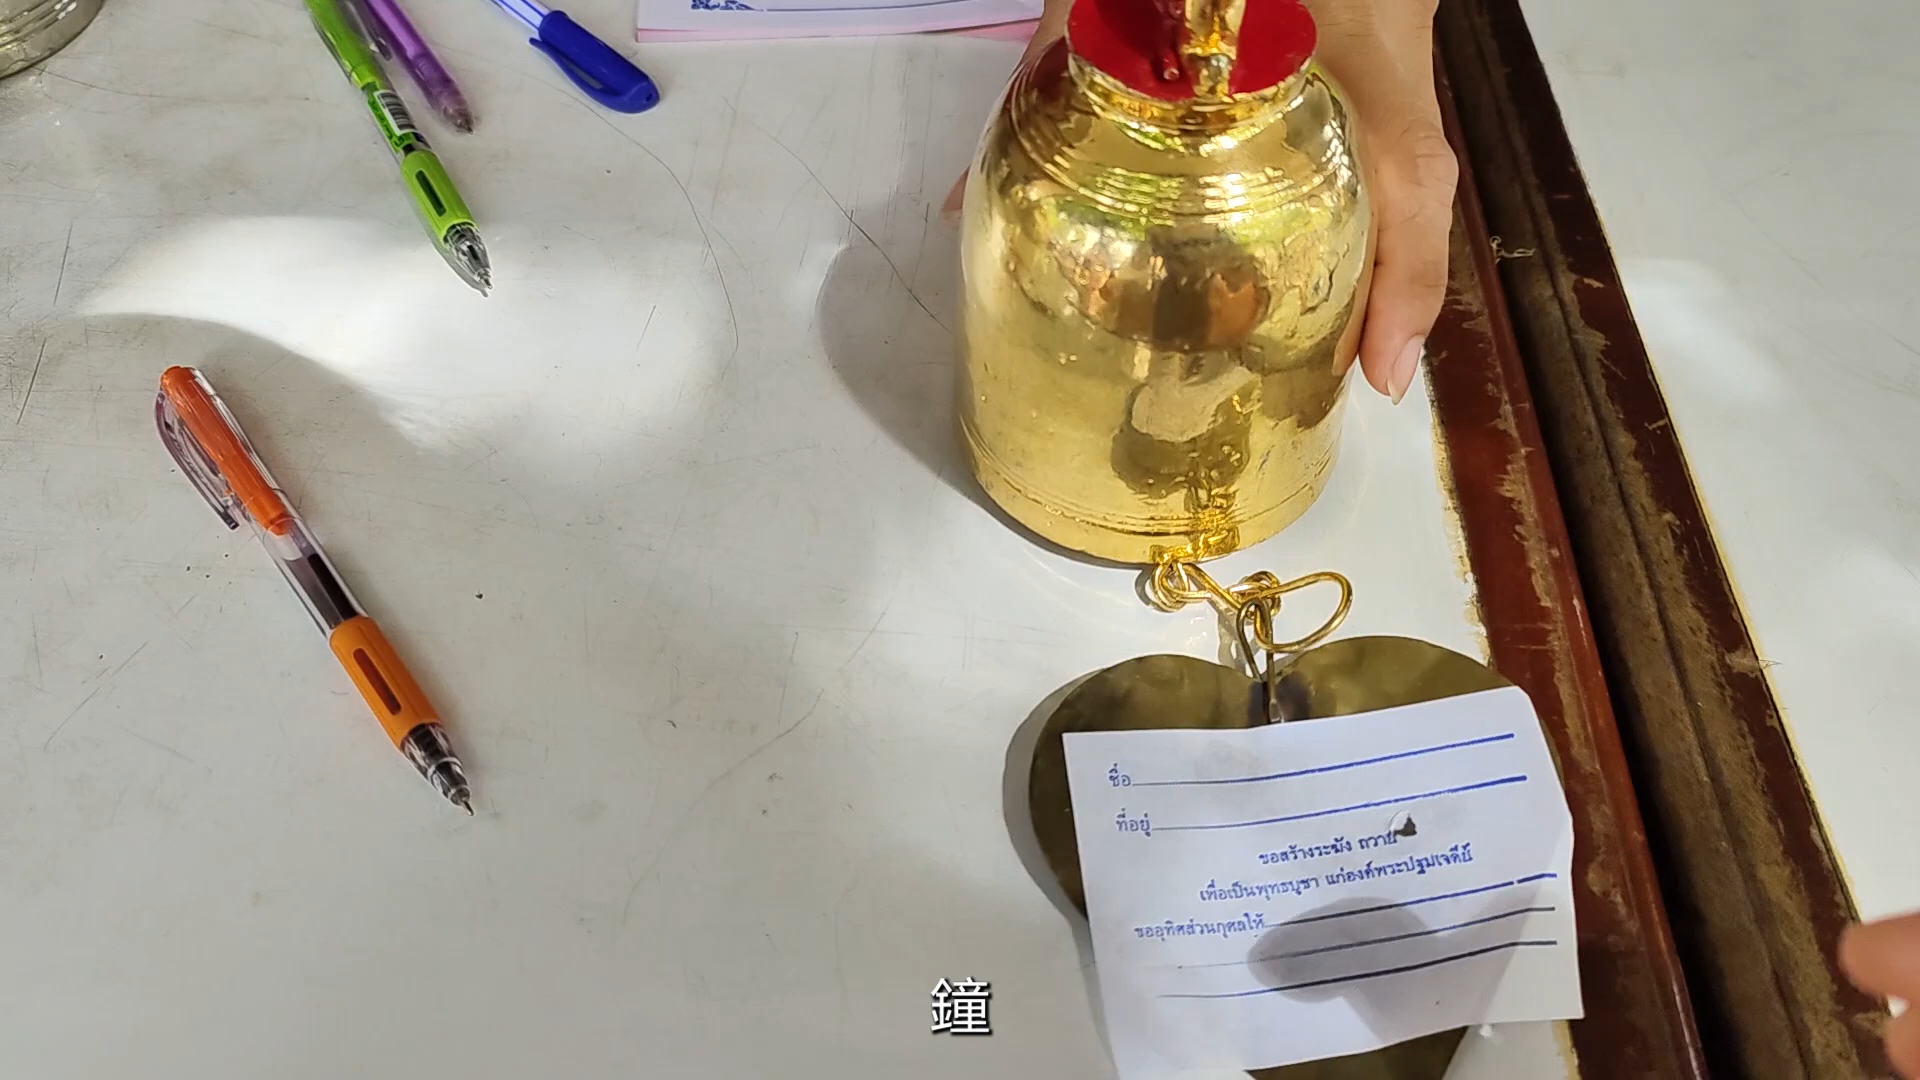 ชื่อ
ที่อยู่
ขอสร้างระฆัง ถวาย
เพื่อเป็นพุทธบูชา แก่องค์พระปฐมเจดีย์
ขออุทิศส่วนกุศลให้
鐘